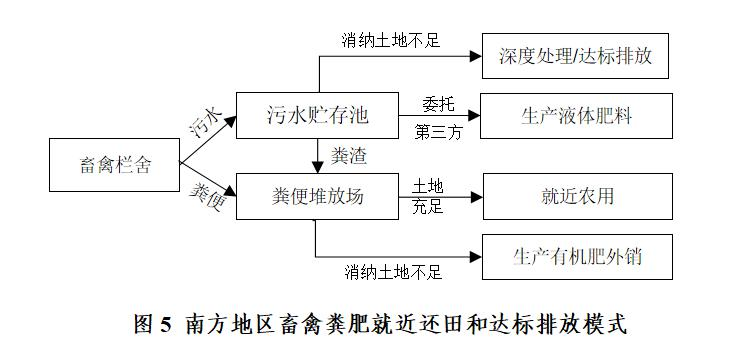 消纳土地不足
深度处理/达标排放
污水
污水贮存池
委托
第三方
生产液体肥料
畜禽栏舍
粪渣
粪便
粪便堆放场
土地
充足
就近农用
消纳土地不足
生产有机肥外销
图 5 南方地区畜禽粪肥就近还田和达标排放模式